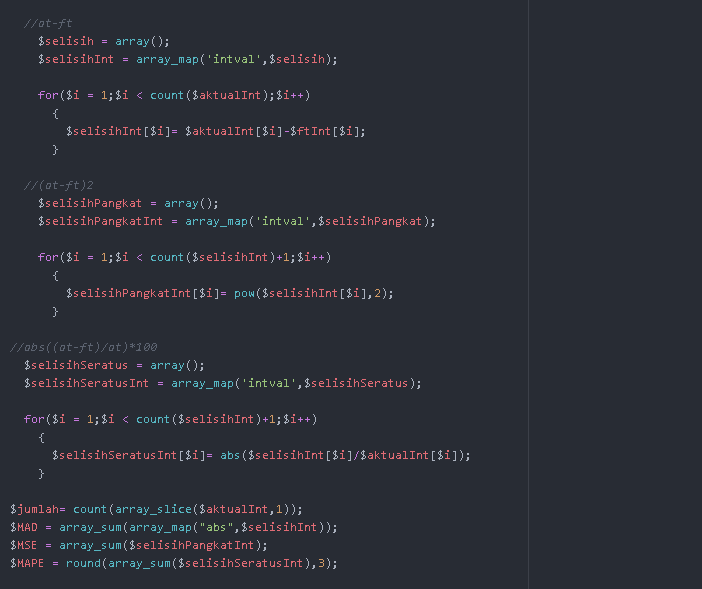 //at-ft
$selisih = array();
$selisihInt = array_map('intval',$selisih);
for($i = 1;$i < count($aktualInt);$i++)
{
$selisihInt[$i]= $aktualInt[$i]-$ftInt[$i];
}
//(at-ft)2
$selisihPangkat = array();
$selisihPangkatInt = array_map('intval',$selisihPangkat);
for($i = 1;$i < count($selisihInt)+1;$i++)
{
$selisihPangkatInt[$i]= pow($selisihInt[$i],2);
}
//abs((at-ft)/at)*100
$selisihSeratus = array();
$selisihSeratusInt = array_map('intval',$selisihSeratus);
for($i = 1;$i < count($selisihInt)+1;$i++)
{
$selisihSeratusInt[$i]= abs($selisihInt[$i]/$aktualInt[$i]);
}
$jumlah= count(array_slice($aktualInt,1));
$MAD = array_sum(array_map("abs",$selisihInt));
$MSE = array_sum($selisihPangkatInt);
$MAPE = round(array_sum($selisihSeratusInt),3);